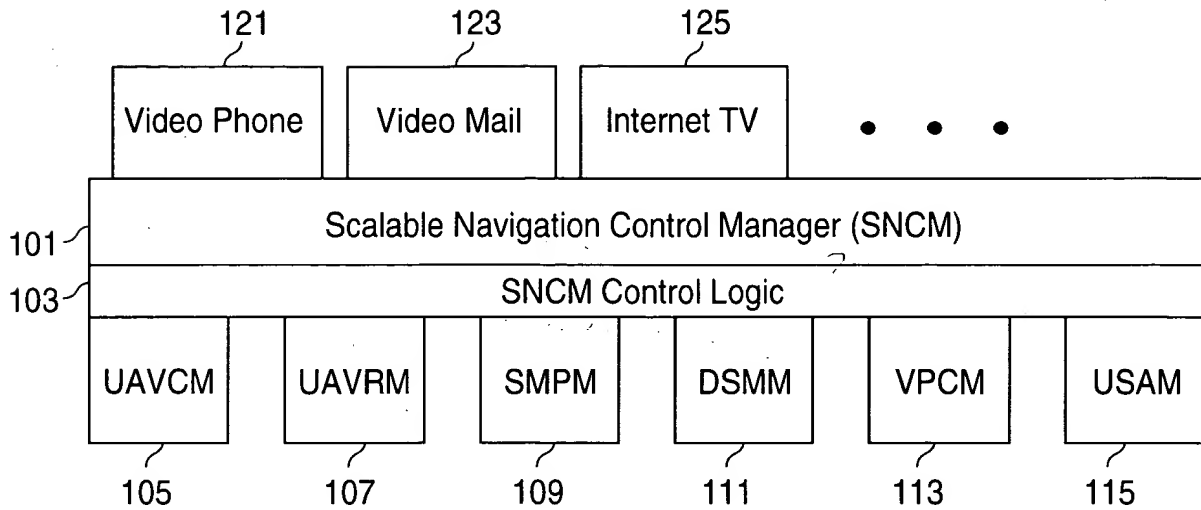 121 123 125
Video Phone Video Mail Internet TV
• • •
101 Scalable Navigation Control Manager (SNCM)
103 SNCM Control Logic
UAVCM UAVRM SMPM DSMM VPCM USAM
105 107 109 111 113 115